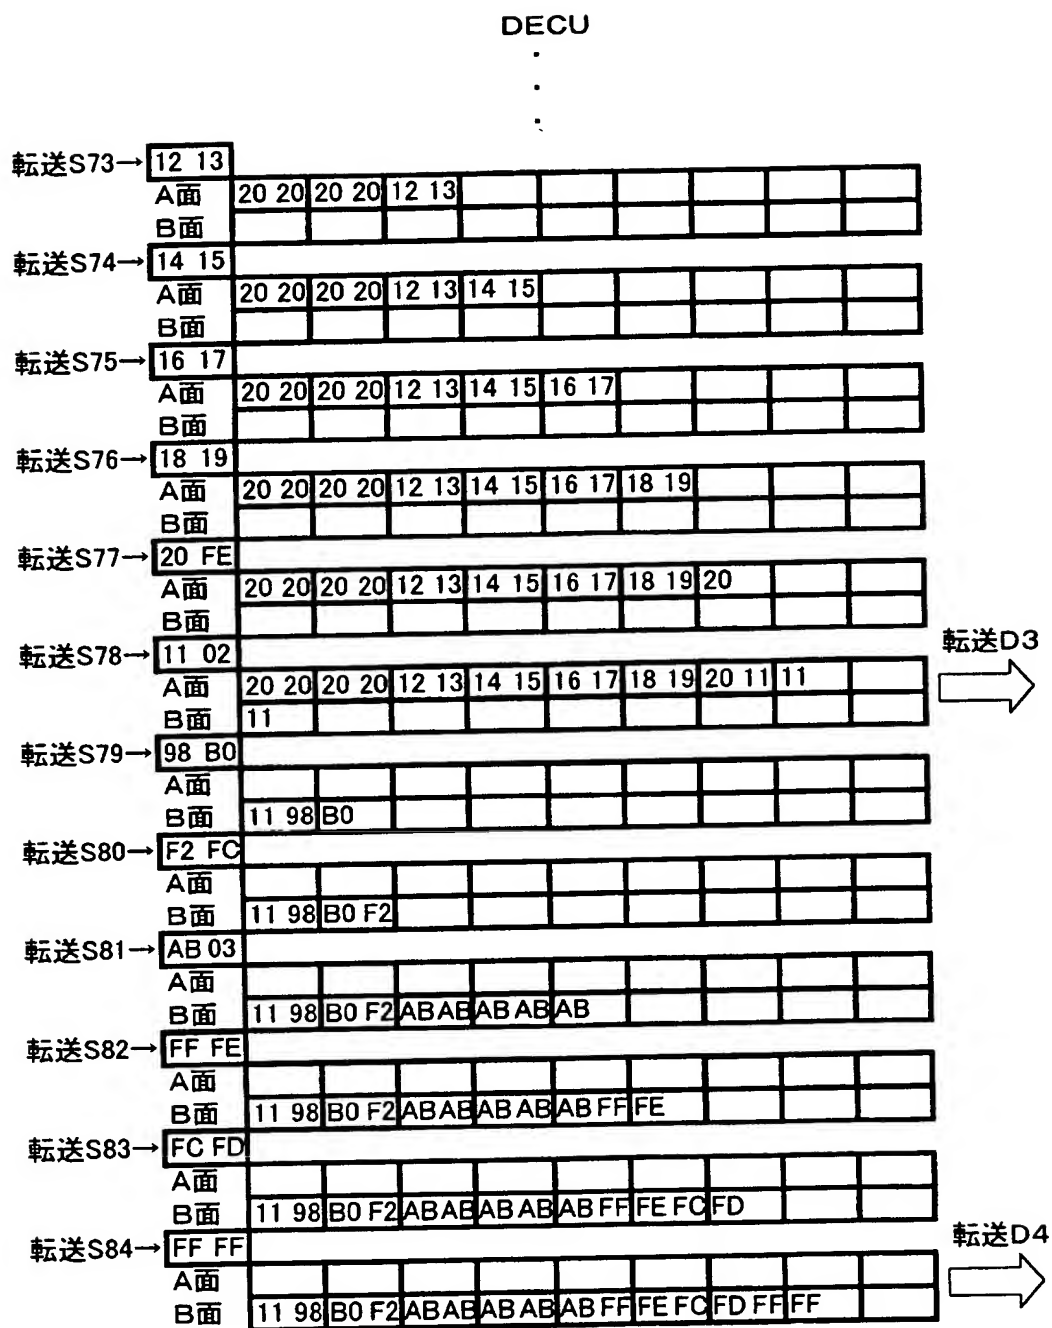 DECU
転送S73→ 12 13
A面 20 20 20 20 12 13
B面
転送S74→ 14 15
A面 20 20 20 20 12 13 14 15
B面
転送S75→ 16 17
A面 20 20 20 20 12 13 14 15 16 17
B面
転送S76→ 18 19
A面 20 20 20 20 12 13 14 15 16 17 18 19
B面
転送S77→ 20 FE
A面 20 20 20 20 12 13 14 15 16 17 18 19 20
B面
転送S78→ 11 02
転送D3
A面 20 20 20 20 12 13 14 15 16 17 18 19 20 11 11
B面 11
転送S79→ 98 B0
A面
B面 11 98 B0
転送S80→ F2 FC
A面
B面 11 98 B0 F2
転送S81→ AB 03
A面
B面 11 98 B0 F2 AB AB AB AB AB
転送S82→ FF FE
A面
B面 11 98 B0 F2 AB AB AB AB AB FF FE
転送S83→ FC FD
A面
B面 11 98 B0 F2 AB AB AB AB AB FF FE FC FD
転送S84→ FF FF
転送D4
A面
B面 11 98 B0 F2 AB AB AB AB AB FF FE FC FD FF FF